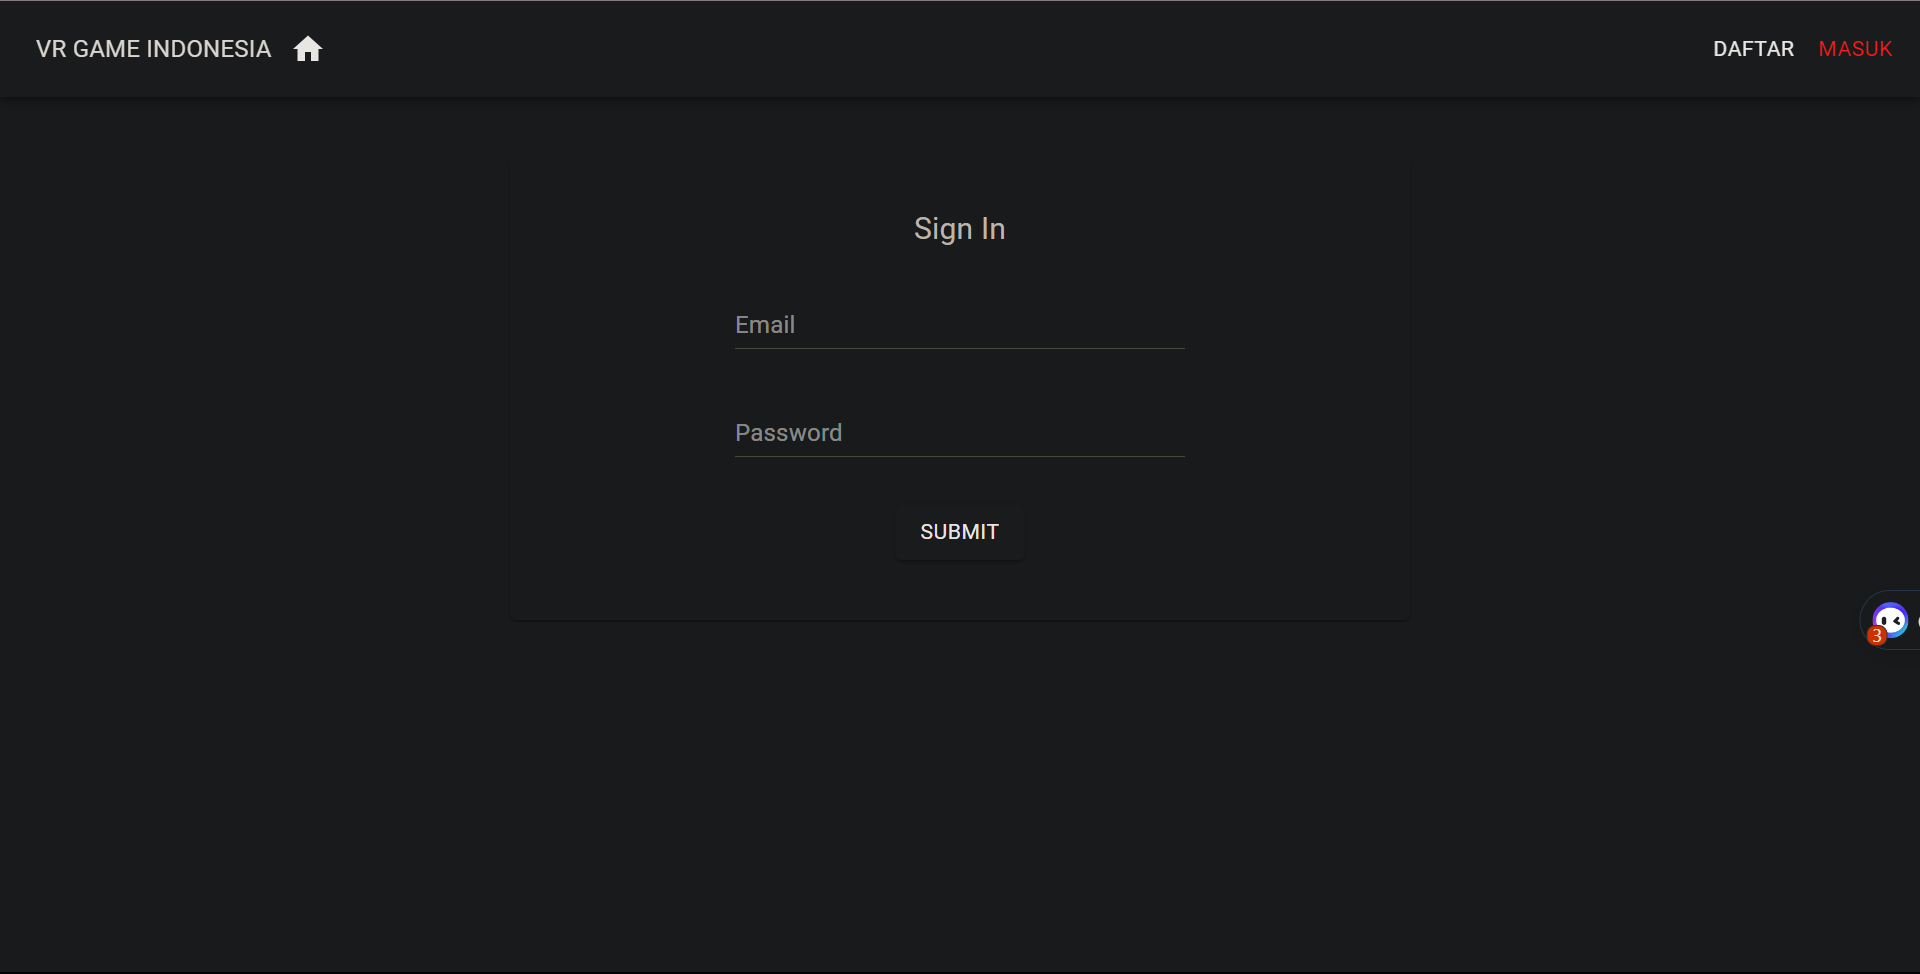 VR GAME INDONESIA
DAFTAR MASUK
Sign In
Email
Password
SUBMIT
3